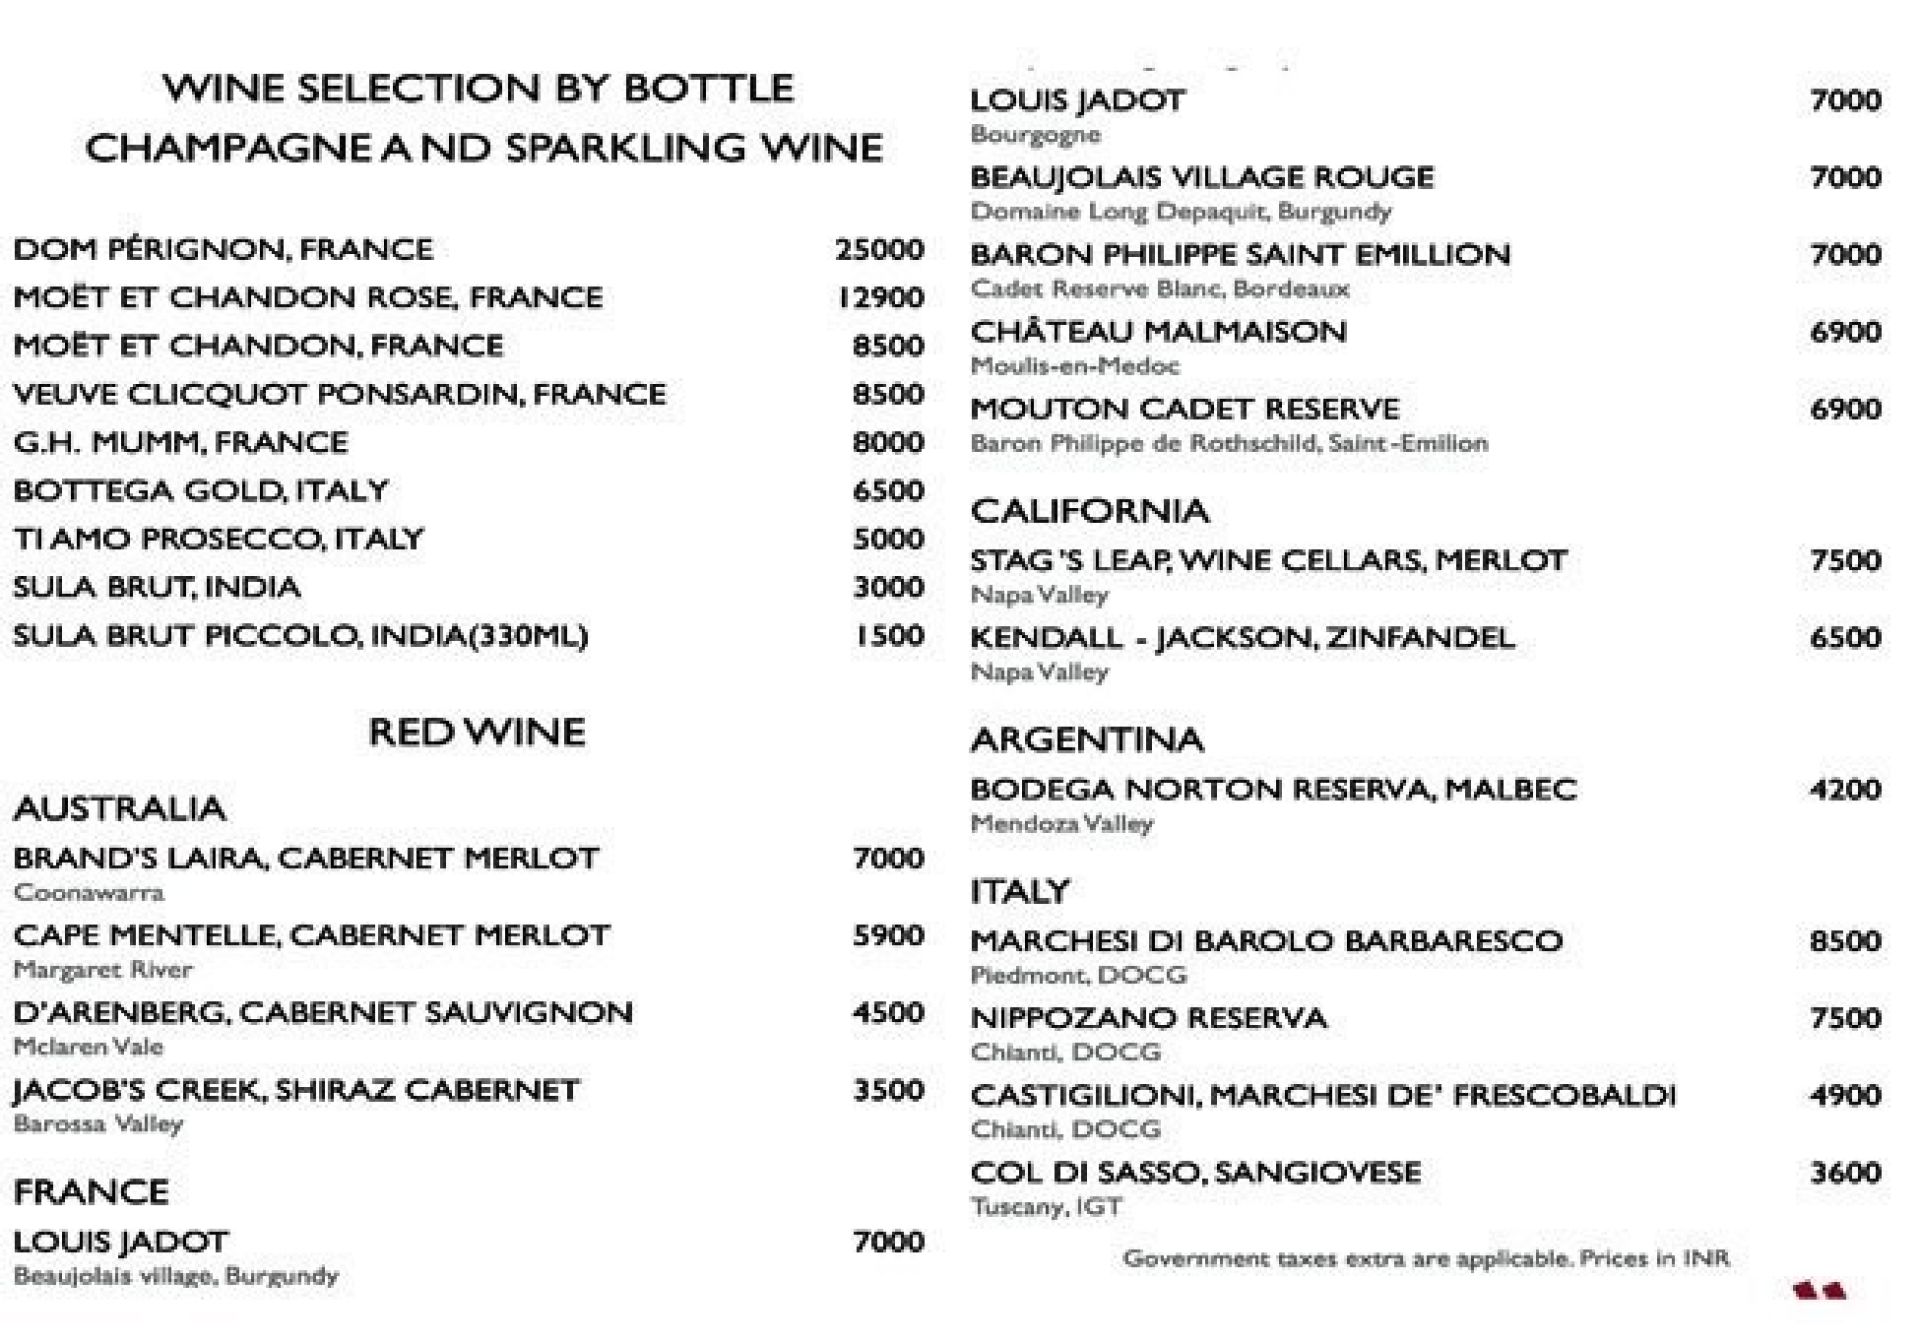 WINE SELECTION BY BOTTLE
CHAMPAGNE AND SPARKLING WINE
DOM PÉRIGNON, FRANCE 25000
MOËT ET CHANDON ROSE, FRANCE 12900
MOËT ET CHANDON, FRANCE 8500
VEUVE CLICQUOT PONSARDIN, FRANCE 8500
G.H. MUMM, FRANCE 8000
BOTTEGA GOLD, ITALY 6500
TI AMO PROSECCO, ITALY 5000
SULA BRUT, INDIA 3000
SULA BRUT PICCOLO, INDIA(330ML) 1500
RED WINE
AUSTRALIA
BRAND'S LAIRA, CABERNET MERLOT 7000
Coonawarra
CAPE MENTELLE, CABERNET MERLOT 5900
Margaret River
D'ARENBERG, CABERNET SAUVIGNON 4500
Mclaren Vale
JACOB'S CREEK, SHIRAZ CABERNET 3500
Barossa Valley
FRANCE
LOUIS JADOT 7000
Beaujolais village, Burgundy
LOUIS JADOT 7000
Bourgogne
BEAUJOLAIS VILLAGE ROUGE 7000
Domaine Long Depaquit, Burgundy
BARON PHILIPPE SAINT EMILLION 7000
Cadet Reserve Blanc, Bordeaux
CHÂTEAU MALMAISON 6900
Moulis-en-Medoc
MOUTON CADET RESERVE 6900
Baron Philippe de Rothschild, Saint-Emilion
CALIFORNIA
STAG'S LEAP, WINE CELLARS, MERLOT 7500
Napa Valley
KENDALL - JACKSON, ZINFANDEL 6500
Napa Valley
ARGENTINA
BODEGA NORTON RESERVA, MALBEC 4200
Mendoza Valley
ITALY
MARCHESI DI BAROLO BARBARESCO 8500
Piedmont, DOCG
NIPPOZANO RESERVA 7500
Chianti, DOCG
CASTIGILIONI, MARCHESI DE' FRESCOBALDI 4900
Chianti, DOCG
COL DI SASSO, SANGIOVESE 3600
Tuscany, IGT
Government taxes extra are applicable. Prices in INR